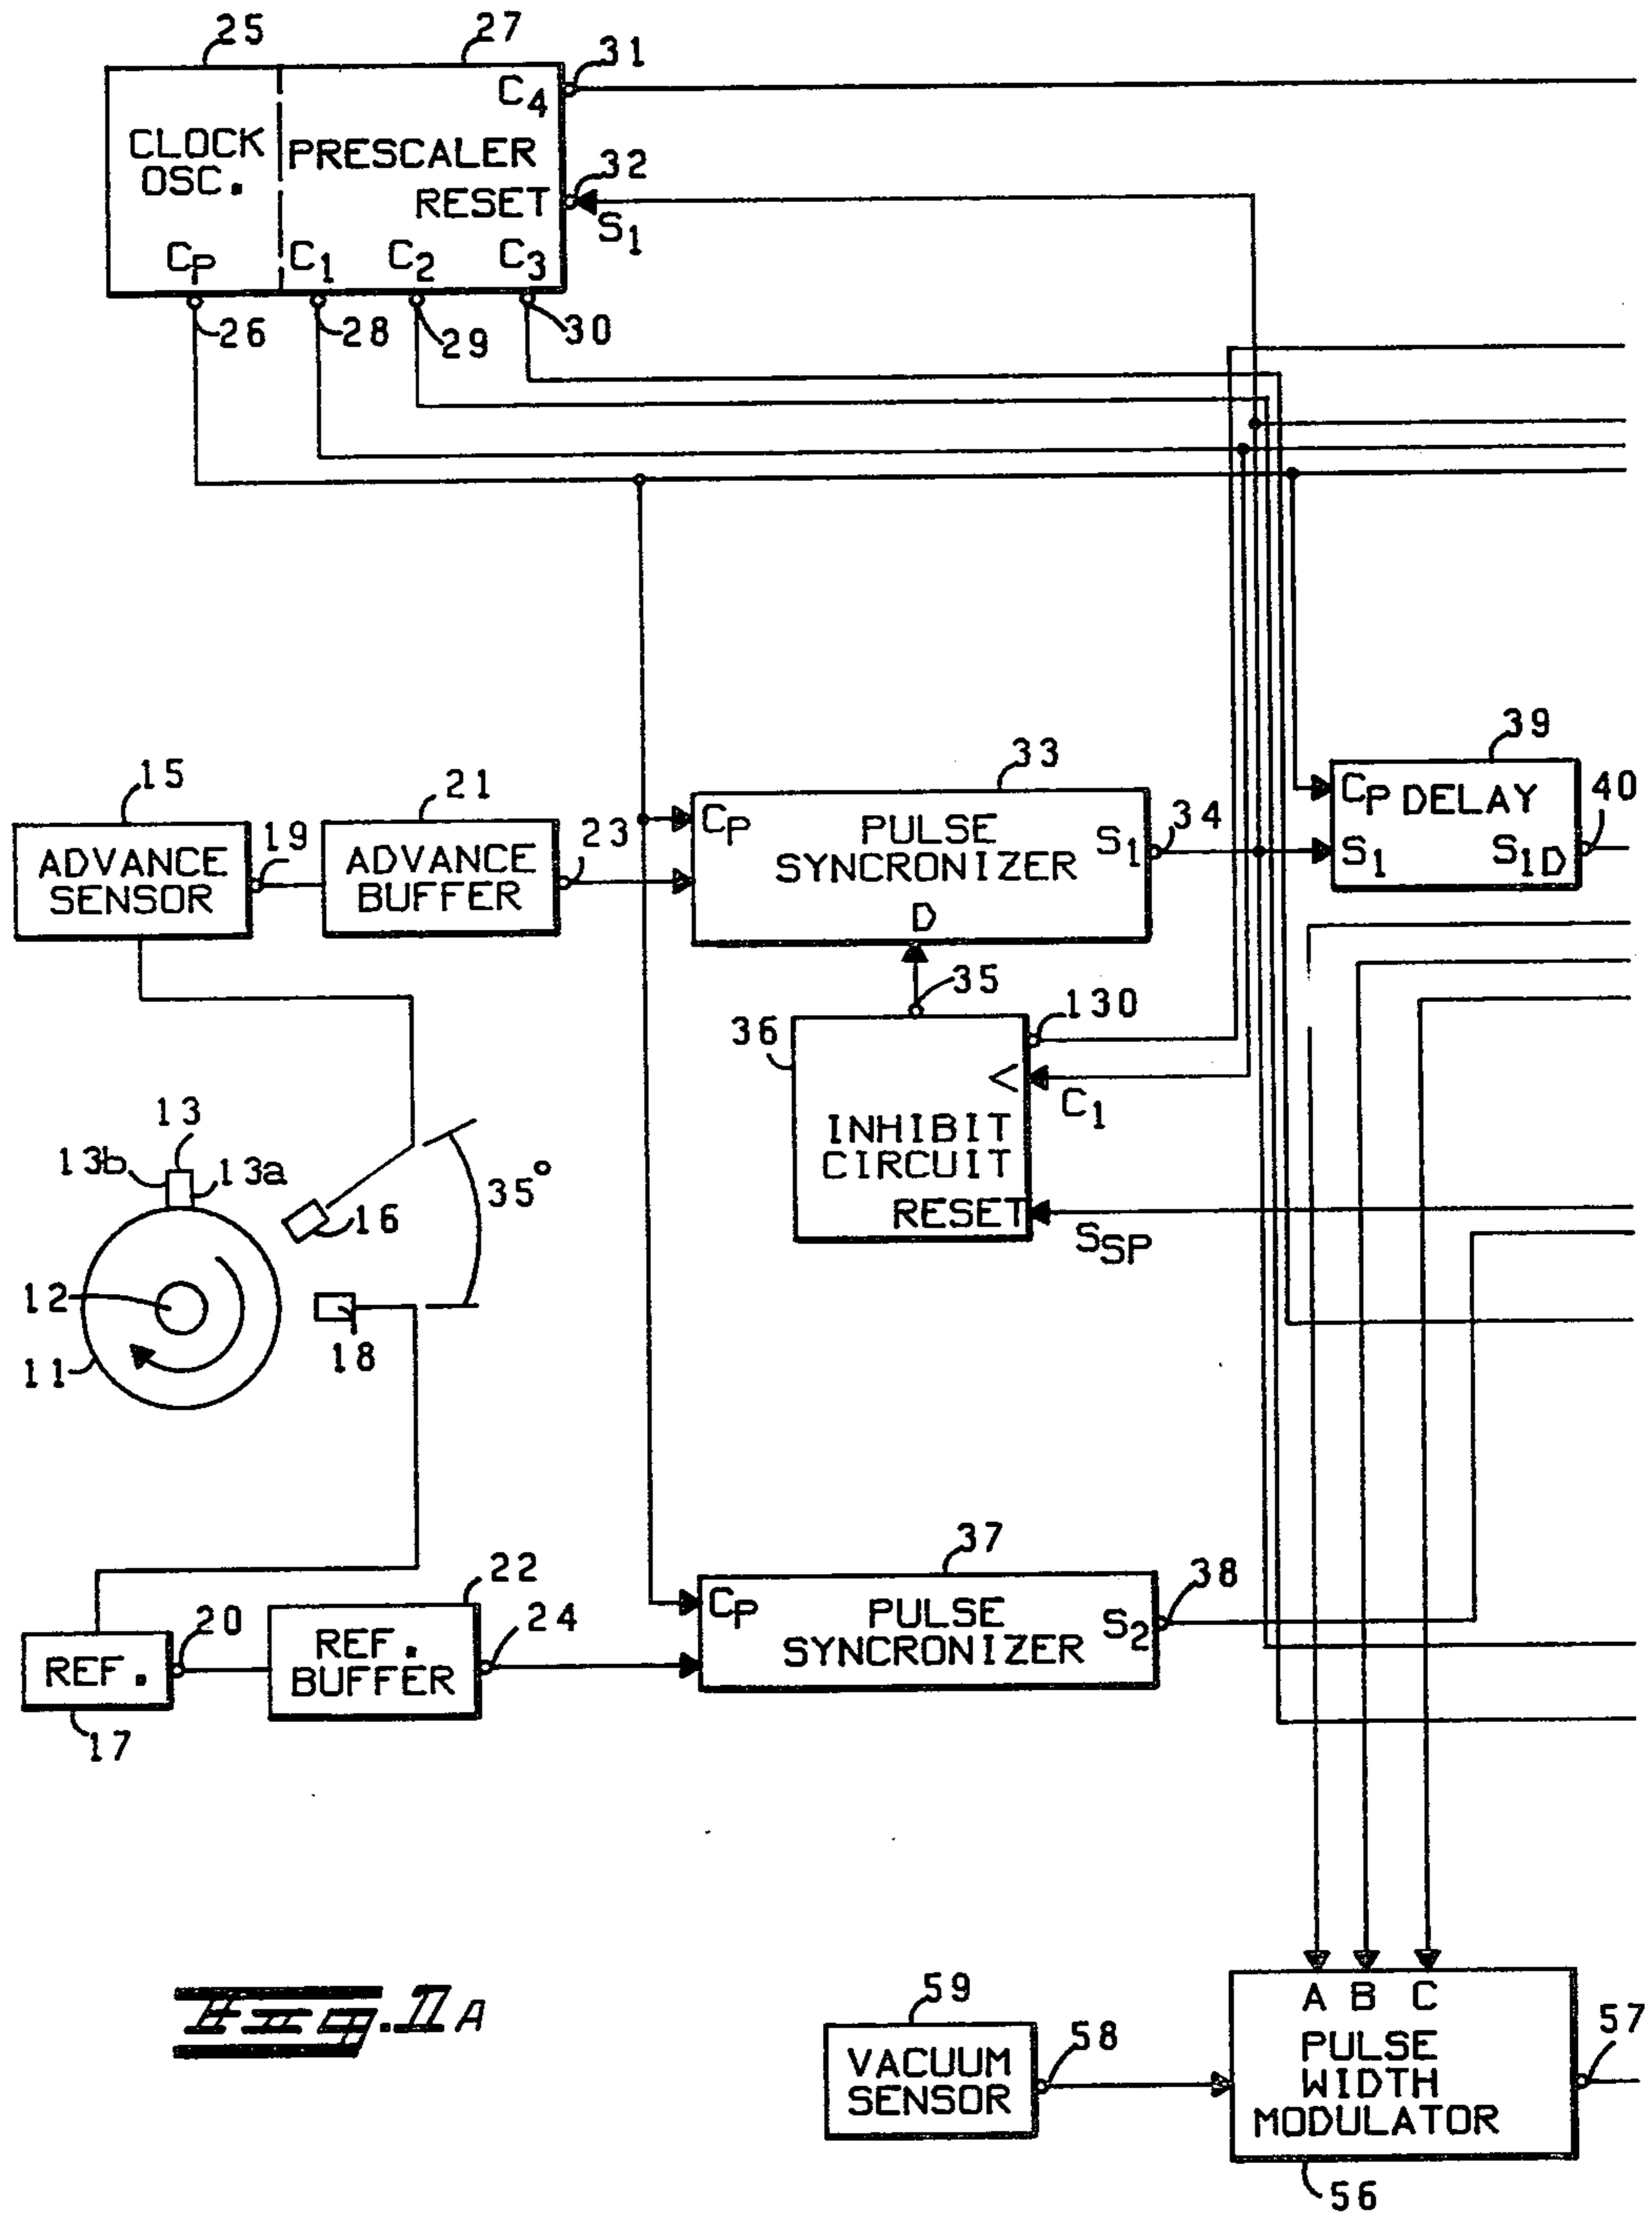 25
27
31
C4
CLOCK
OSC.
PRESCALER
RESET
32
S1
CP
C1
C2
C3
26
28
29
30
15
21
33
39
ADVANCE
SENSOR
19
ADVANCE
BUFFER
23
CP
PULSE
SYNCRONIZER
S1
D
34
CP DELAY
S1
S1D
40
35
36
130
<
C1
INHIBIT
CIRCUIT
RESET
SSP
13
13b
13a
16
35°
12
18
11
37
38
22
20
24
REF.
REF.
BUFFER
CP
PULSE
SYNCRONIZER
S2
17
59
58
VACUUM
SENSOR
A B C
PULSE
WIDTH
MODULATOR
57
56
Fig. 1A